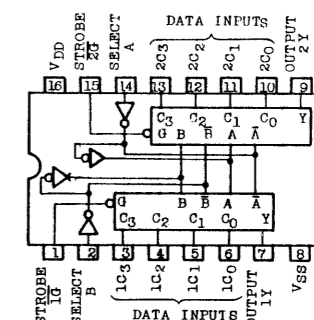 DATA INPUTS
VDD
STROBE
2G
SELECT
A
2C3
2C2
2C1
2C0
OUTPUT
2Y
16 15 14 13 12 11 10 9
C3 C2 C1 C0 Y
G B B A A
G B B A A
C3 C2 C1 C0 Y
1 2 3 4 5 6 7 8
STROBE
1G
SELECT
B
1C3
1C2
1C1
1C0
OUTPUT
1Y
VSS
DATA INPUTS